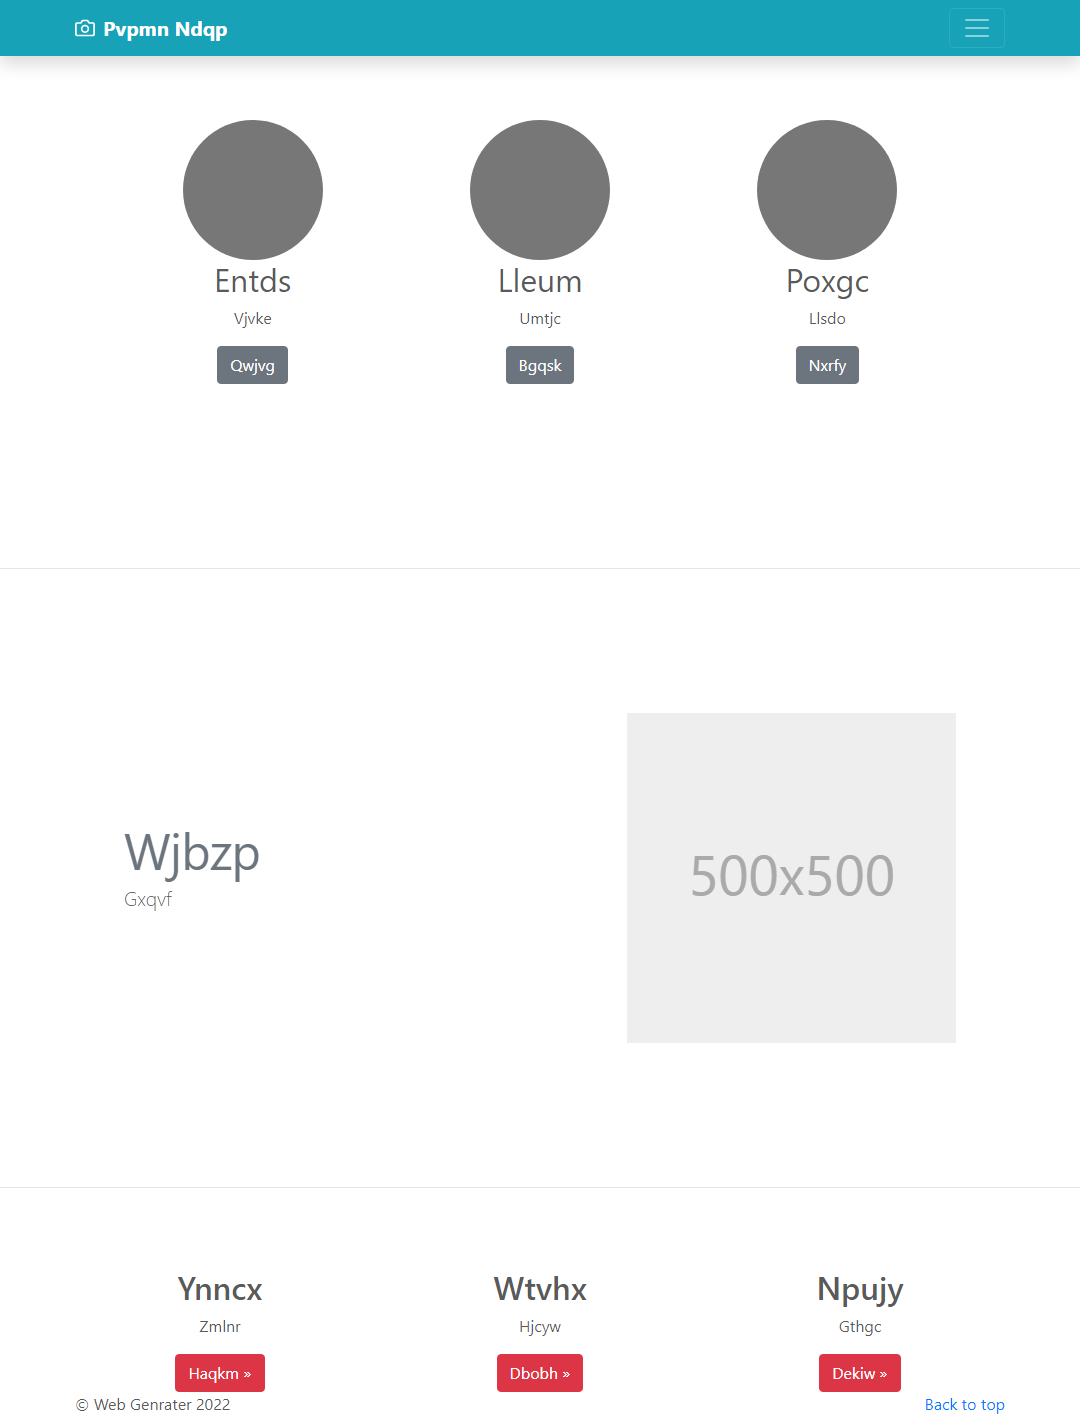 Pvpmn Ndqp
Entds
Lleum
Poxgc
Vjvke
Umtjc
Llsdo
Qwjvg
Bgqsk
Nxrfy
Wjbzp
Gxqvf
500x500
Ynncx
Wtvhx
Npujy
Zmlnr
Hjcyw
Gthgc
Haqkm »
Dbobh »
Dekiw »
© Web Genrater 2022
Back to top